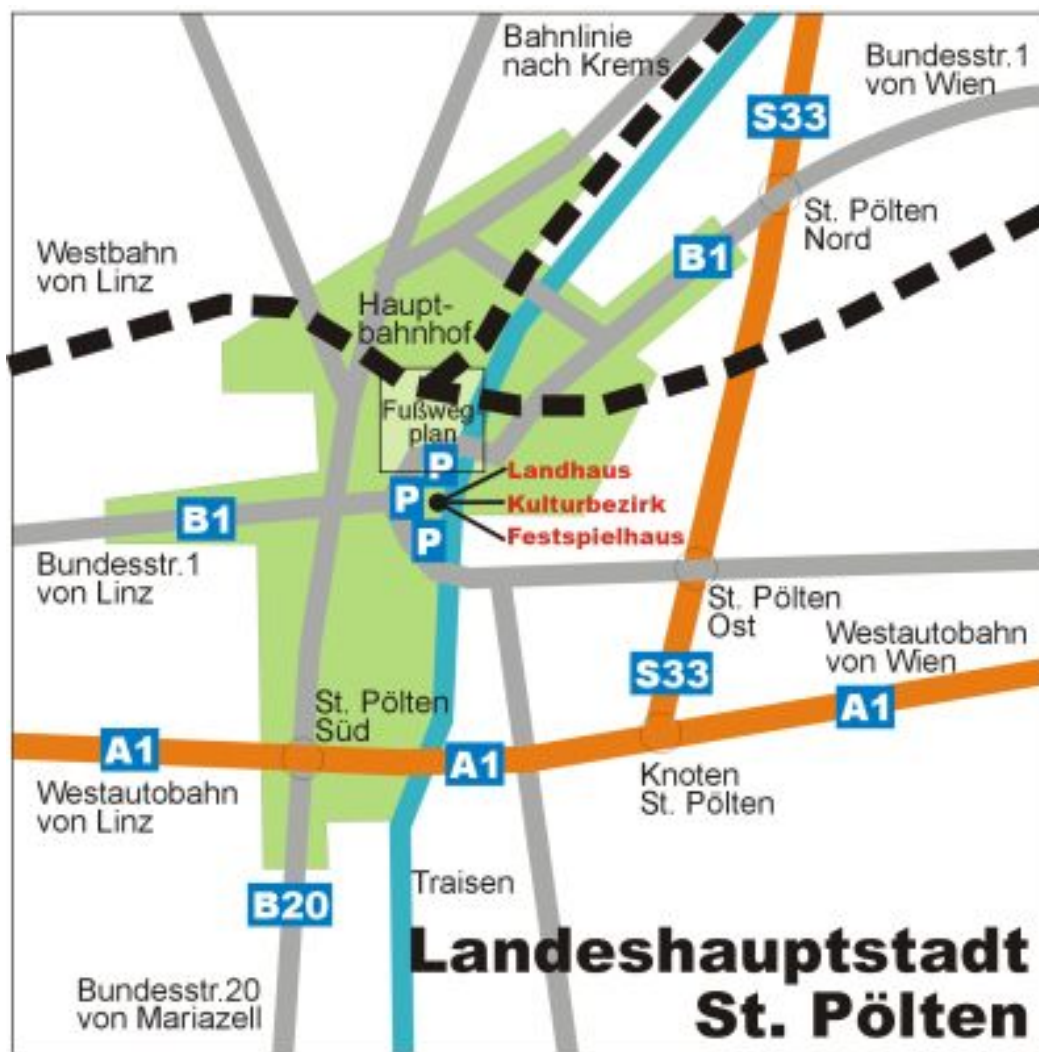 Bahnlinie
nach Krems
Bundesstr.1
von Wien
S33
St. Pölten
Nord
B1
Westbahn
von Linz
Haupt-
bahnhof
Fußweg
plan
P
Landhaus
P
Kulturbezirk
P
Festspielhaus
B1
Bundesstr.1
von Linz
St. Pölten
Ost
Westautobahn
von Wien
S33
A1
St. Pölten
Süd
A1
A1
Westautobahn
von Linz
Knoten
St. Pölten
Traisen
B20
Bundesstr.20
von Mariazell
Landeshauptstadt
St. Pölten